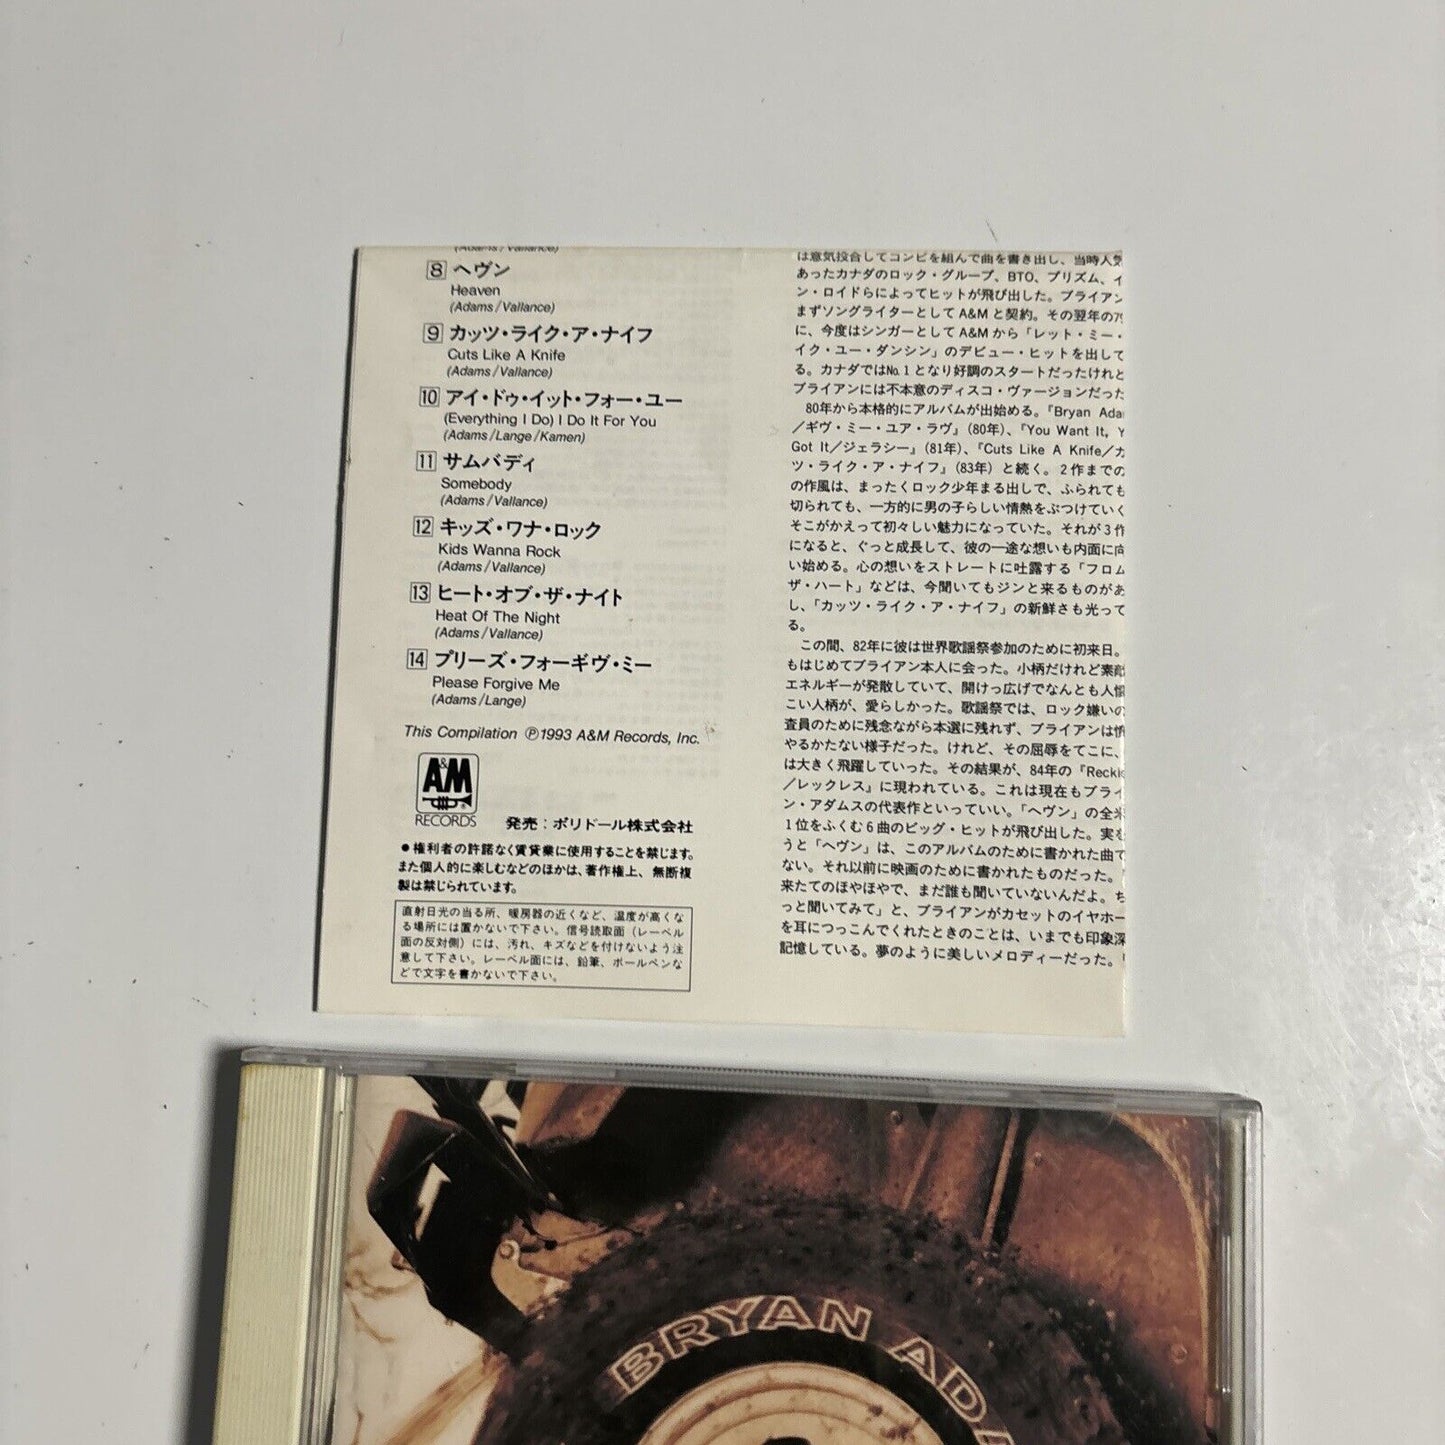 (Adams/Vallance)
8 ヘヴン
Heaven
(Adams/Vallance)
9 カッツ・ライク・ア・ナイフ
Cuts Like A Knife
(Adams/Vallance)
10 アイ・ドゥ・イット・フォー・ユー
(Everything I Do) I Do It For You
(Adams/Lange/Kamen)
11 サムバディ
Somebody
(Adams/Vallance)
12 キッズ・ワナ・ロック
Kids Wanna Rock
(Adams/Vallance)
13 ヒート・オブ・ザ・ナイト
Heat Of The Night
(Adams/Vallance)
14 プリーズ・フォーギヴ・ミー
Please Forgive Me
(Adams/Lange)
This Compilation ℗1993 A&M Records, Inc.
A&M
RECORDS
発売：ポリドール株式会社
●権利者の許諾なく賃貸業に使用することを禁じます。
また個人的に楽しむなどのほかは、著作権上、無断複
製は禁じられています。
直射日光の当る所、暖房器の近くなど、温度が高くな
る場所には置かないで下さい。信号読取面（レーベル
面の反対側）には、汚れ、キズなどを付けないよう注
意して下さい。レーベル面には、鉛筆、ボールペンな
どで文字を書かないで下さい。
は意気投合してコンビを組んで曲を書き出し、当時人気
あったカナダのロック・グループ、BTO、プリズム、イ
ン・ロイドらによってヒットが飛び出した。ブライアン
まずソングライターとしてA&Mと契約。その翌年の79
に、今度はシンガーとしてA&Mから「レット・ミー・
イク・ユー・ダンシン」のデビュー・ヒットを出して
る。カナダではNo.1となり好調のスタートだったけれど
ブライアンには不本意のディスコ・ヴァージョンだった
80年から本格的にアルバムが出始める。『Bryan Ada
／ギヴ・ミー・ユア・ラヴ』(80年)、『You Want It, Y
Got It／ジェラシー』(81年)、『Cuts Like A Knife／カ
ツ・ライク・ア・ナイフ』(83年）と続く。2作までの
の作風は、まったくロック少年まる出しで、ふられても
切られても、一方的に男の子らしい情熱をぶつけていく
そこがかえって初々しい魅力になっていた。それが3作
になると、ぐっと成長して、彼の一途な想いも内面に向
い始める。心の想いをストレートに吐露する「フロム
ザ・ハート」などは、今聞いてもジンと来るものがあ
し、「カッツ・ライク・ア・ナイフ」の新鮮さも光って
る。
この間、82年に彼は世界歌謡祭参加のために初来日。
もはじめてブライアン本人に会った。小柄だけれど素敵
エネルギーが発散していて、開けっ広げでなんとも人懐
こい人柄が、愛らしかった。歌謡祭では、ロック嫌いの
査員のために残念ながら本選に残れず、ブライアンは憤
やるかたない様子だった。けれど、その屈辱をてこに、
は大きく飛躍していった。その結果が、84年の『Reckle
／レックレス』に現われている。これは現在もブライ
ン・アダムスの代表作といっていい。「ヘヴン」の全米
1位をふくむ6曲のビッグ・ヒットが飛び出した。実を
うと「ヘヴン」は、このアルバムのために書かれた曲で
ない。それ以前に映画のために書かれたものだった。
来たてのほやほやで、まだ誰も聞いていないんだよ。ち
っと聞いてみて」と、ブライアンがカセットのイヤホー
を耳につっこんでくれたときのことは、いまでも印象深
記憶している。夢のように美しいメロディーだった。
BRYAN ADA